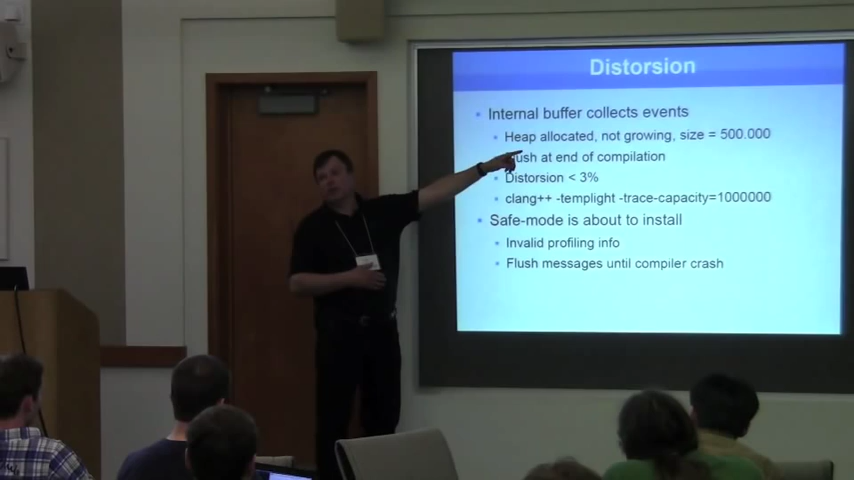 Distorsion
Internal buffer collects events
Heap allocated, not growing, size = 500.000
Flush at end of compilation
Distorsion < 3%
clang++ -templight -trace-capacity=1000000
Safe-mode is about to install
Invalid profiling info
Flush messages until compiler crash